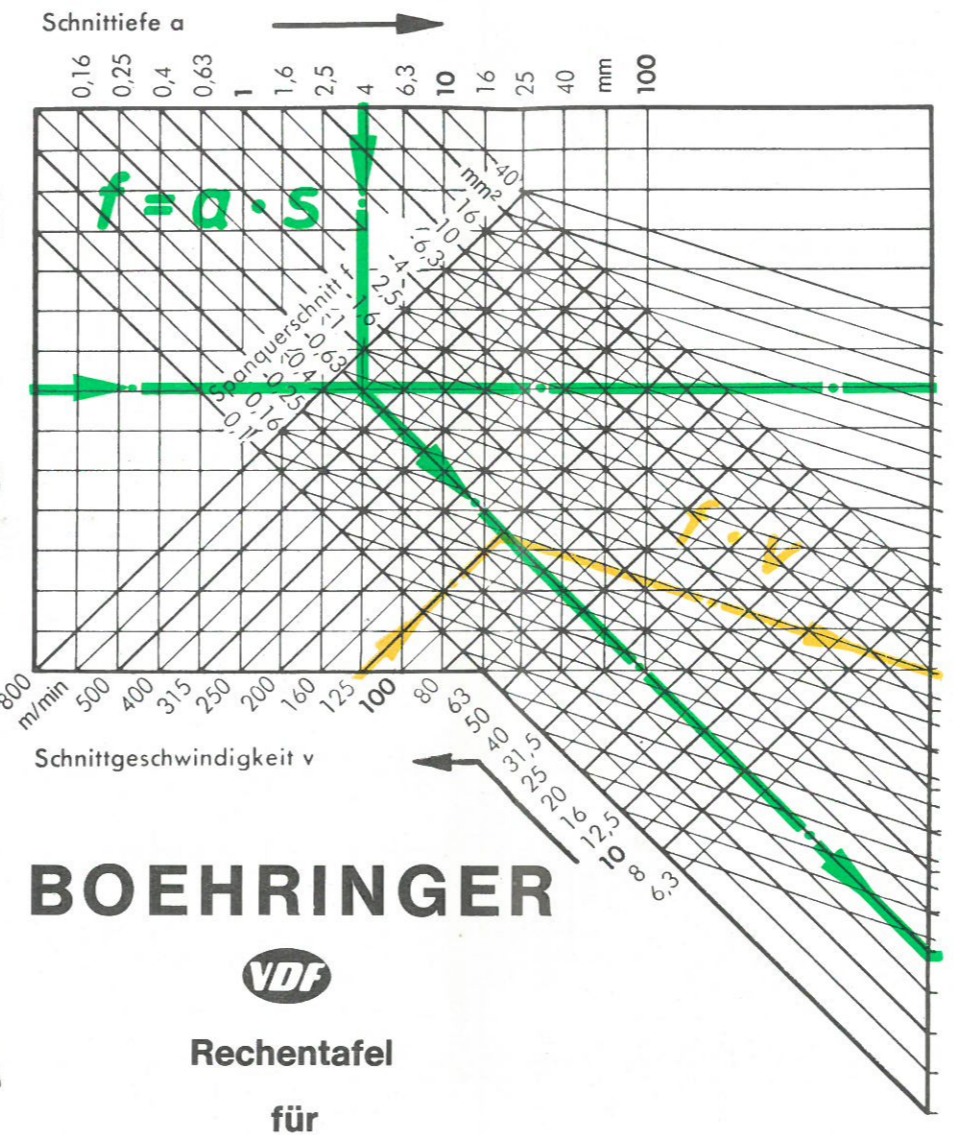 Schnittiefe a
0,16 0,25 0,4 0,63 1 1,6 2,5 4 6,3 10 16 25 40 mm 100
f = a · s
Spanquerschnitt f
mm²
40
16
10
6,3
4
2,5
1,6
0,63
0,4
0,25
0,16
0,1
f · v
800 m/min 500 400 315 250 200 160 125 100 80 63 50 40 31,5 25 20 16 12,5 10 8 6,3
Schnittgeschwindigkeit v
BOEHRINGER
VDF
Rechentafel
für